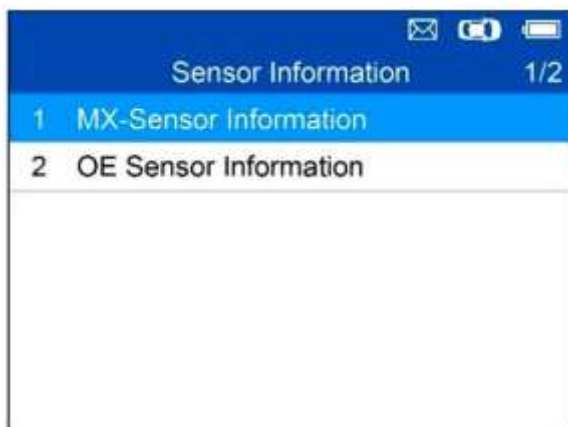 Sensor Information 1/2
1 MX-Sensor Information
2 OE Sensor Information